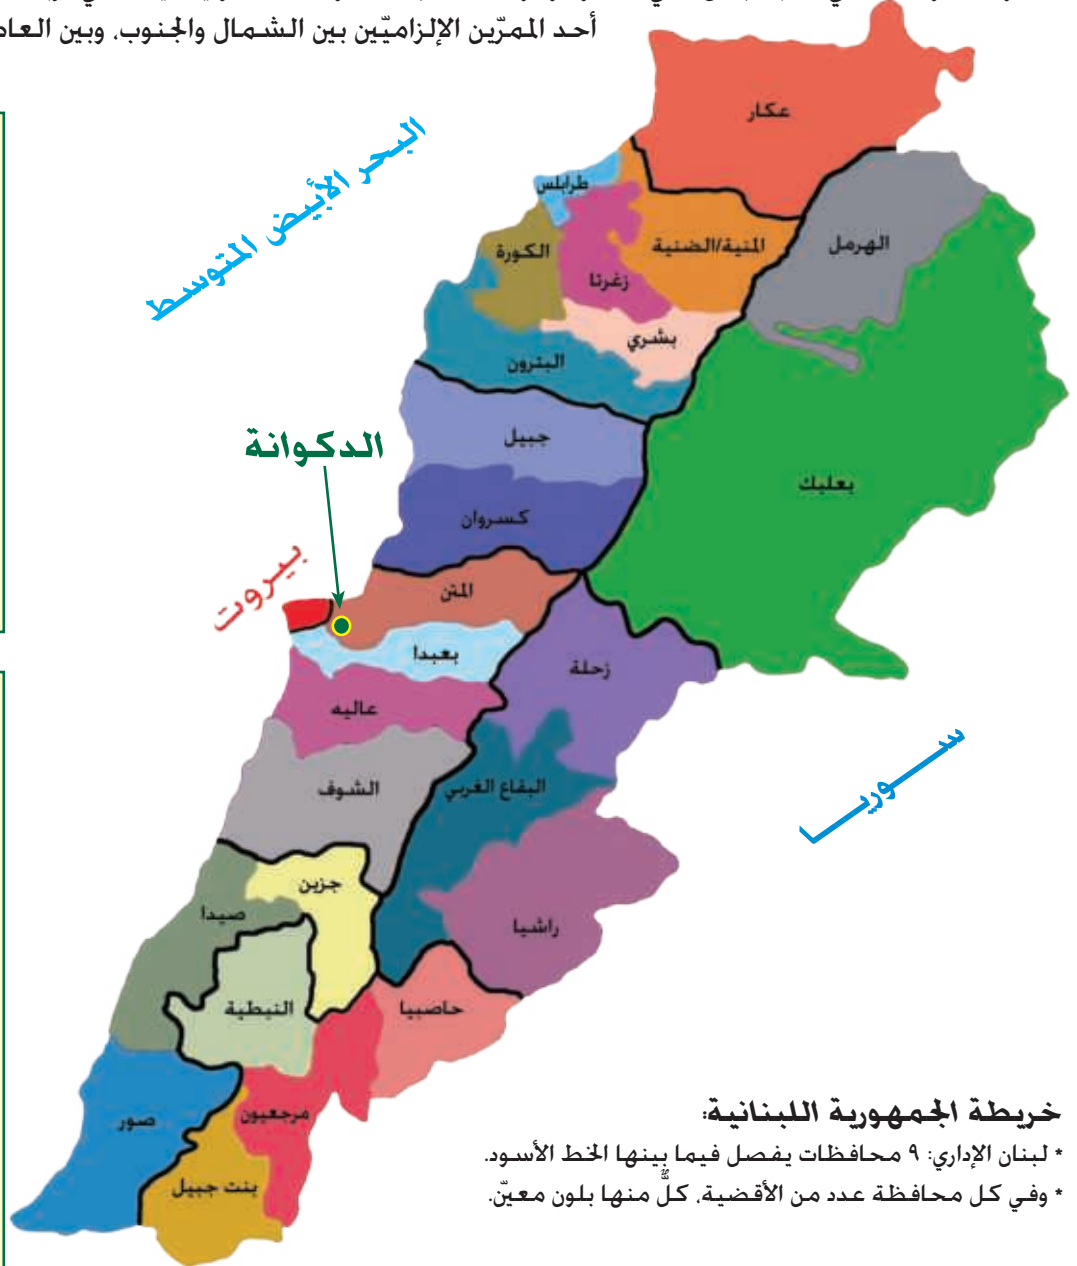 أحد الممرّين الإلزاميّين بين الشمال والجنوب، وبين العاص
عكار
البحر الأبيض المتوسط
طرابلس
الكورة
زغرتا
المنية/الضنية
الهرمل
بشري
البترون
جبيل
الدكوانة
بعلبك
كسروان
بيروت
المتن
بعبدا
زحلة
عاليه
سوريا
الشوف
البقاع الغربي
جزين
صيدا
راشيا
النبطية
حاصبيا
صور
مرجعيون
بنت جبيل
خريطة الجمهورية اللبنانية:
* لبنان الإداري: ٩ محافظات يفصل فيما بينها الخط الأسود.
* وفي كل محافظة عدد من الأقضية، كلٌّ منها بلون معيّن.